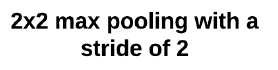 2x2 max pooling with a
stride of 2